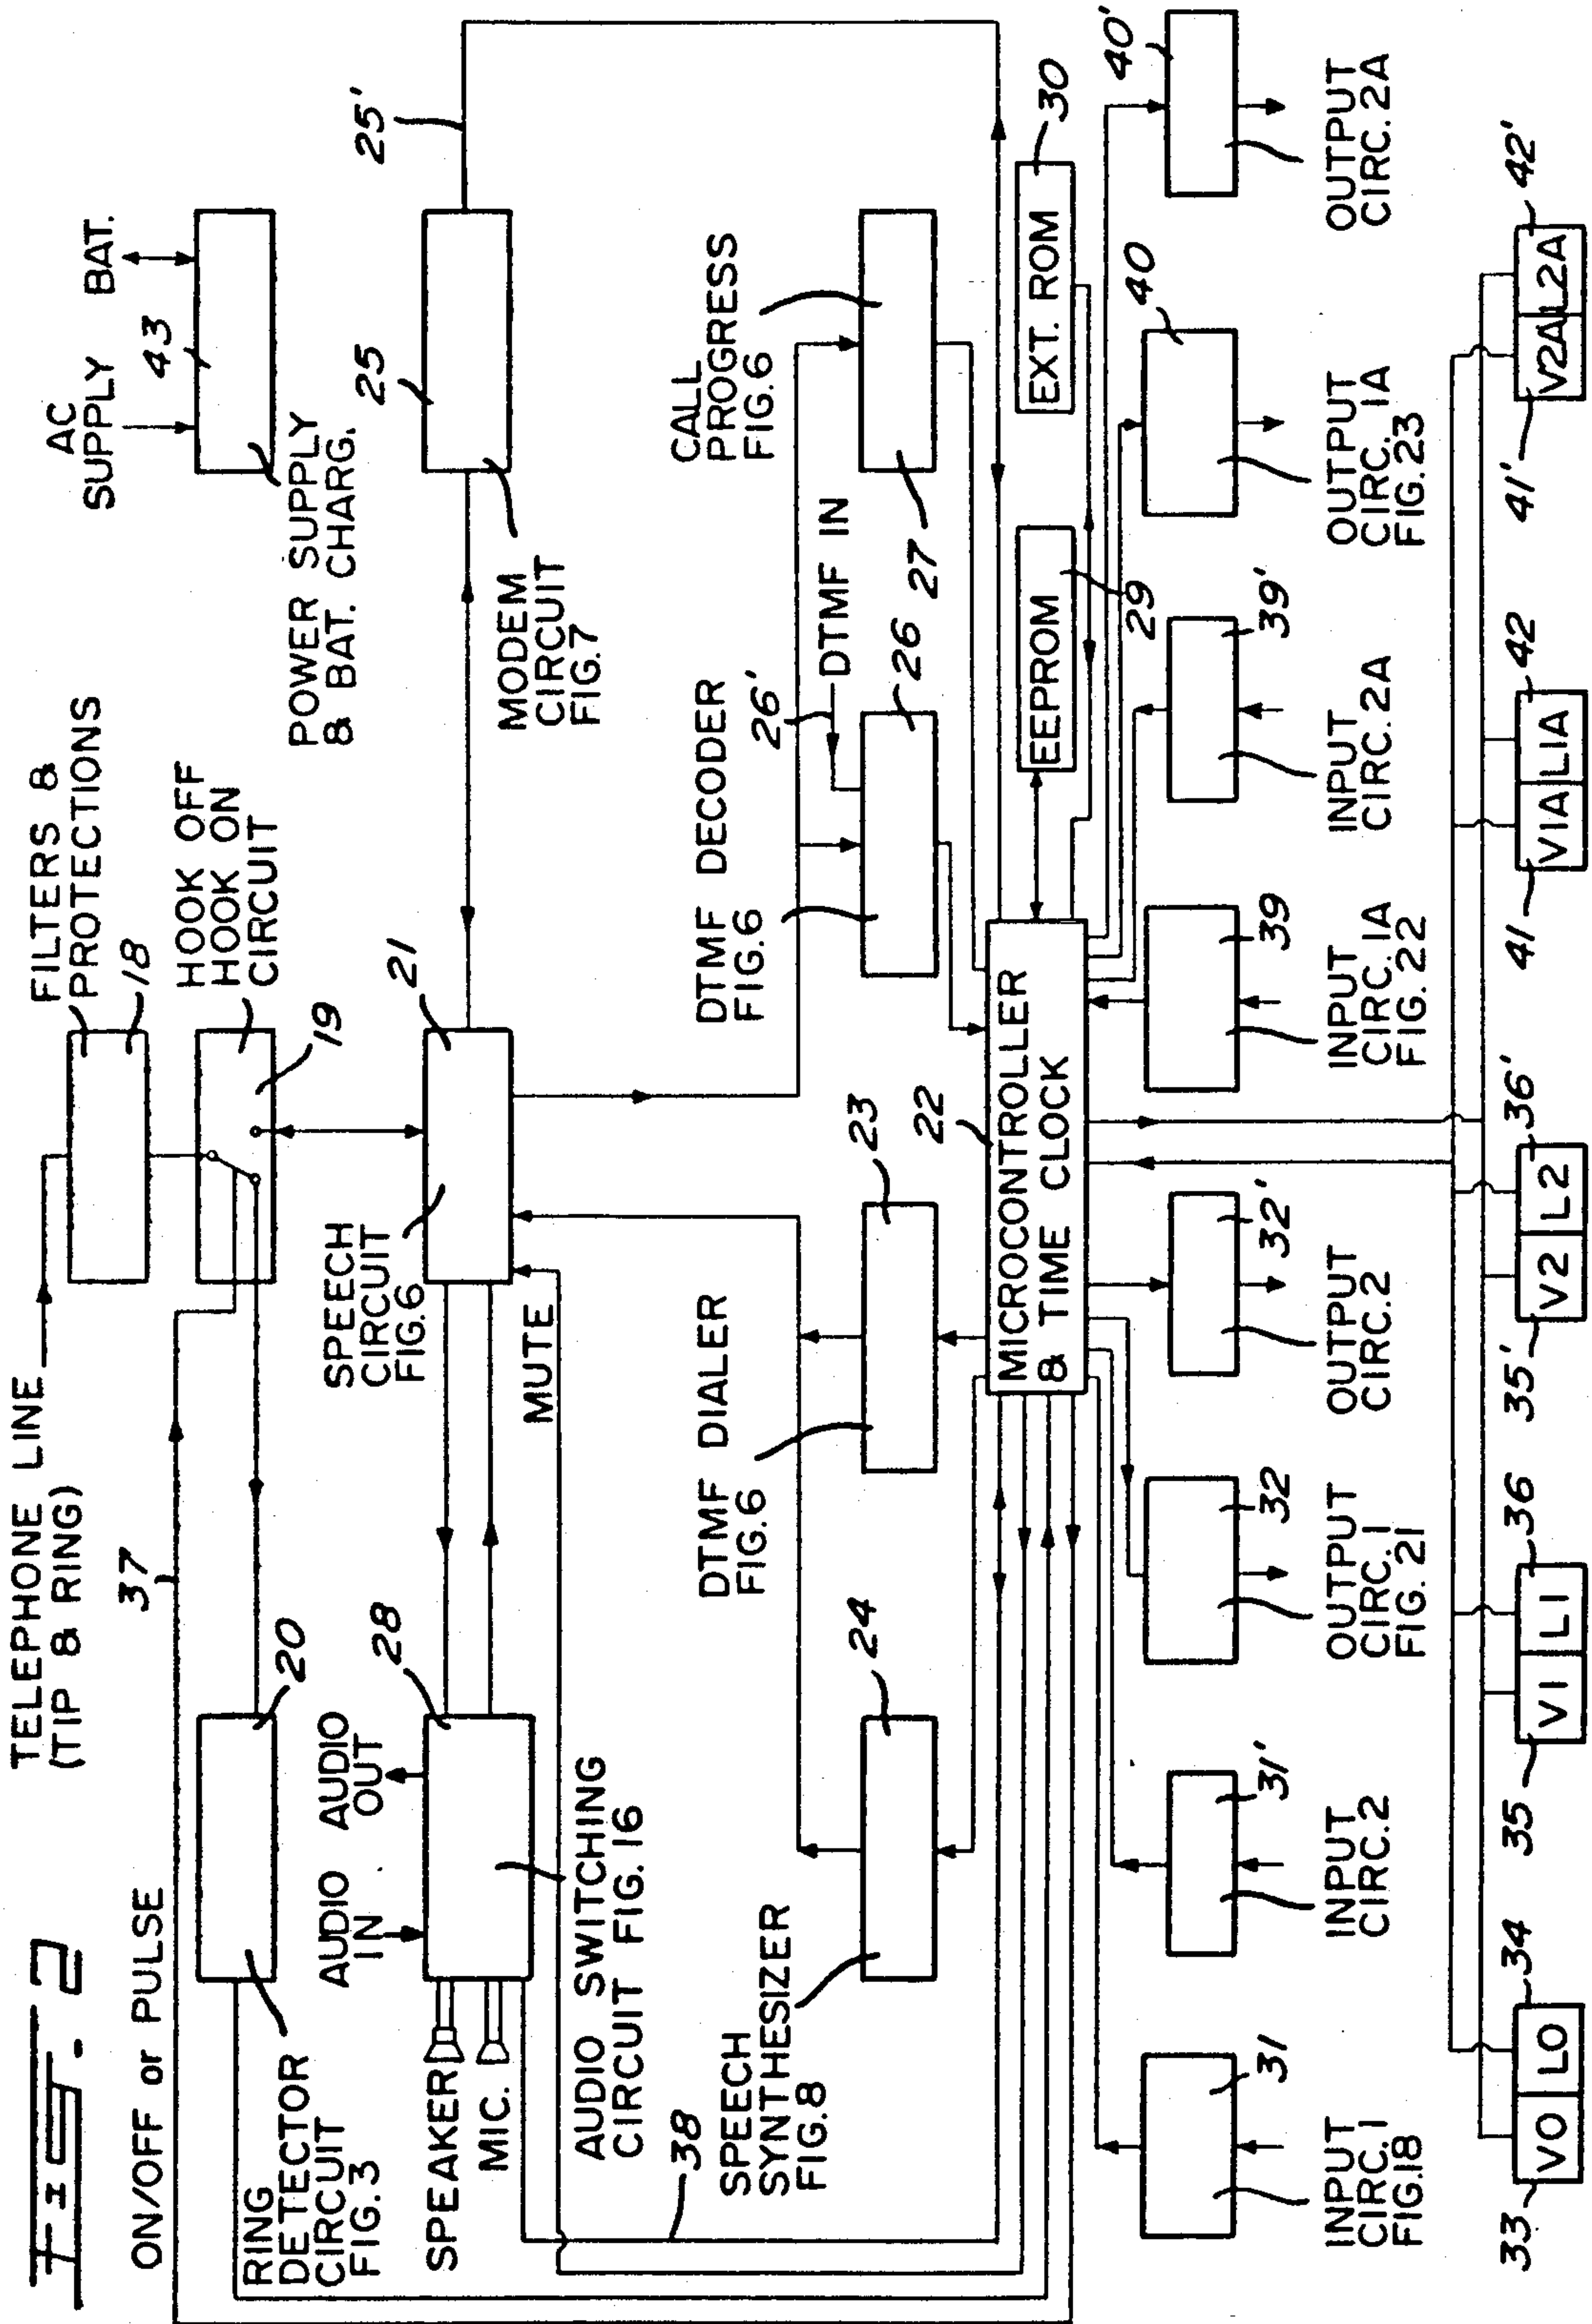 FIG. 2
TELEPHONE LINE
(TIP & RING)
FILTERS &
PROTECTIONS
18
AC
SUPPLY
BAT.
43
POWER SUPPLY
& BAT. CHARG.
ON/OFF or PULSE
37
HOOK OFF
HOOK ON
CIRCUIT
19
20
RING
DETECTOR
CIRCUIT
FIG.3
AUDIO
IN
AUDIO
OUT
28
SPEAKER
MIC.
AUDIO SWITCHING
CIRCUIT FIG.16
38
SPEECH
CIRCUIT
FIG.6
21
MUTE
25
25'
MODEM
CIRCUIT
FIG.7
SPEECH
SYNTHESIZER
FIG.8
24
DTMF DIALER
FIG.6
23
DTMF DECODER
FIG.6
26'
DTMF IN
26
CALL
PROGRESS
FIG.6
27
22
MICROCONTROLLER
& TIME CLOCK
EEPROM
29
EXT. ROM
30
31
INPUT
CIRC.1
FIG.18
31'
INPUT
CIRC.2
32
OUTPUT
CIRC.1
FIG.21
32'
OUTPUT
CIRC.2
39
INPUT
CIRC.1A
FIG.22
39'
INPUT
CIRC.2A
40
OUTPUT
CIRC.1A
FIG.23
40'
OUTPUT
CIRC.2A
33
VO
LO
34
35
V1
L1
36
35'
V2
L2
36'
41
V1A
L1A
42
41'
V2A
L2A
42'